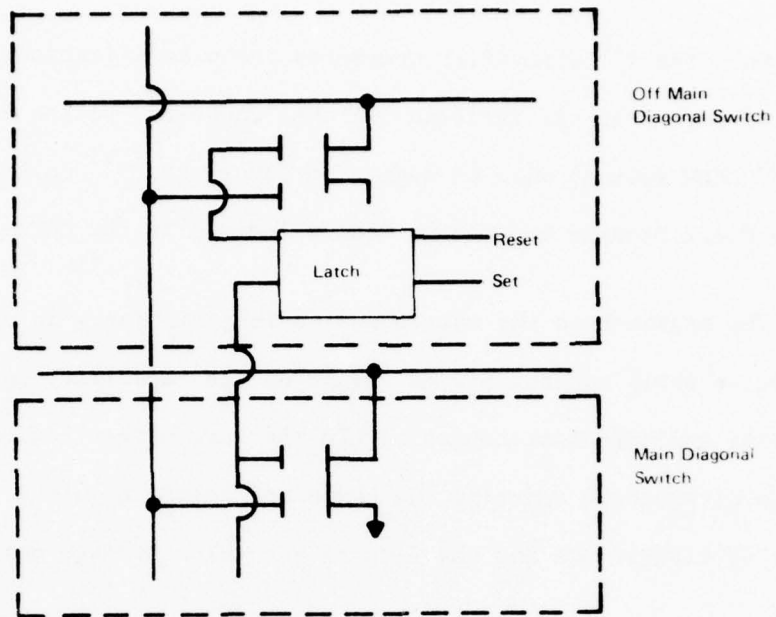 Off Main
Diagonal Switch
Reset
Latch
Set
Main Diagonal
Switch